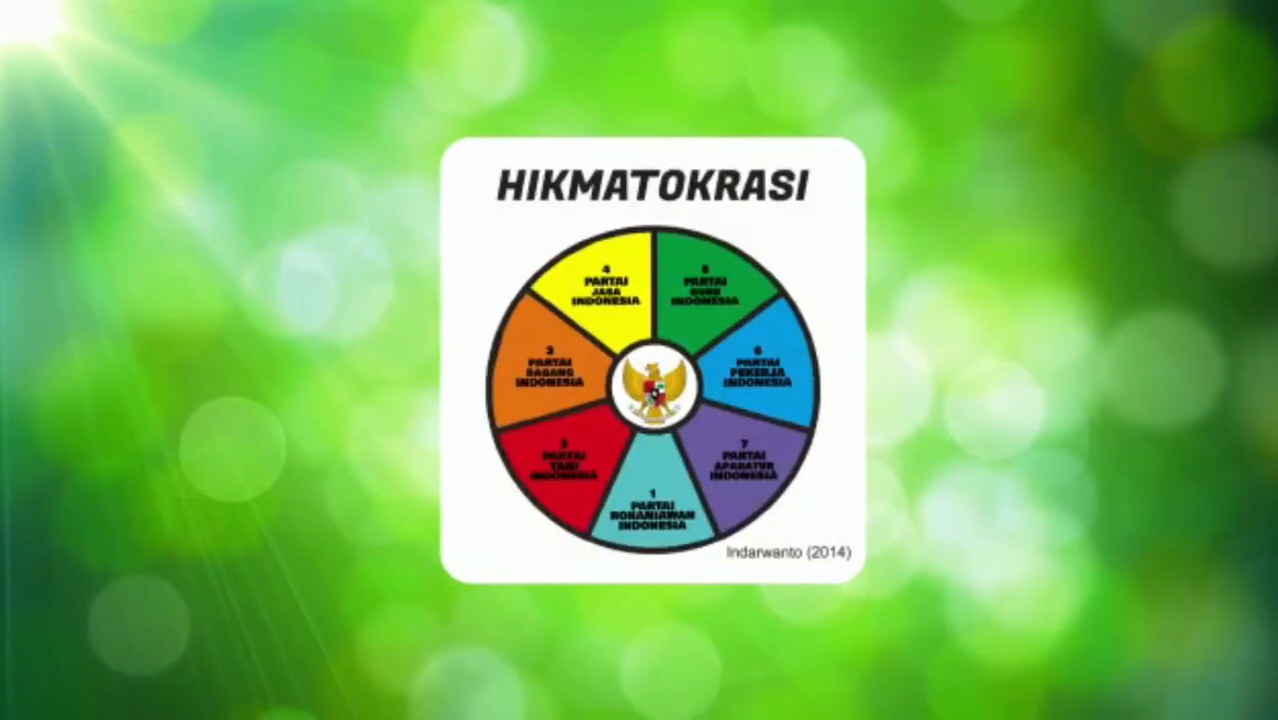 HIKMATOKRASI
4
PARTAI
JASA
INDONESIA
5
PARTAI
GURU
INDONESIA
3
PARTAI
DAGANG
INDONESIA
6
PARTAI
PEKERJA
INDONESIA
2
PARTAI
TANI
INDONESIA
7
PARTAI
APARATUR
INDONESIA
1
PARTAI
ROHANIAWAN
INDONESIA
Indarwanto (2014)